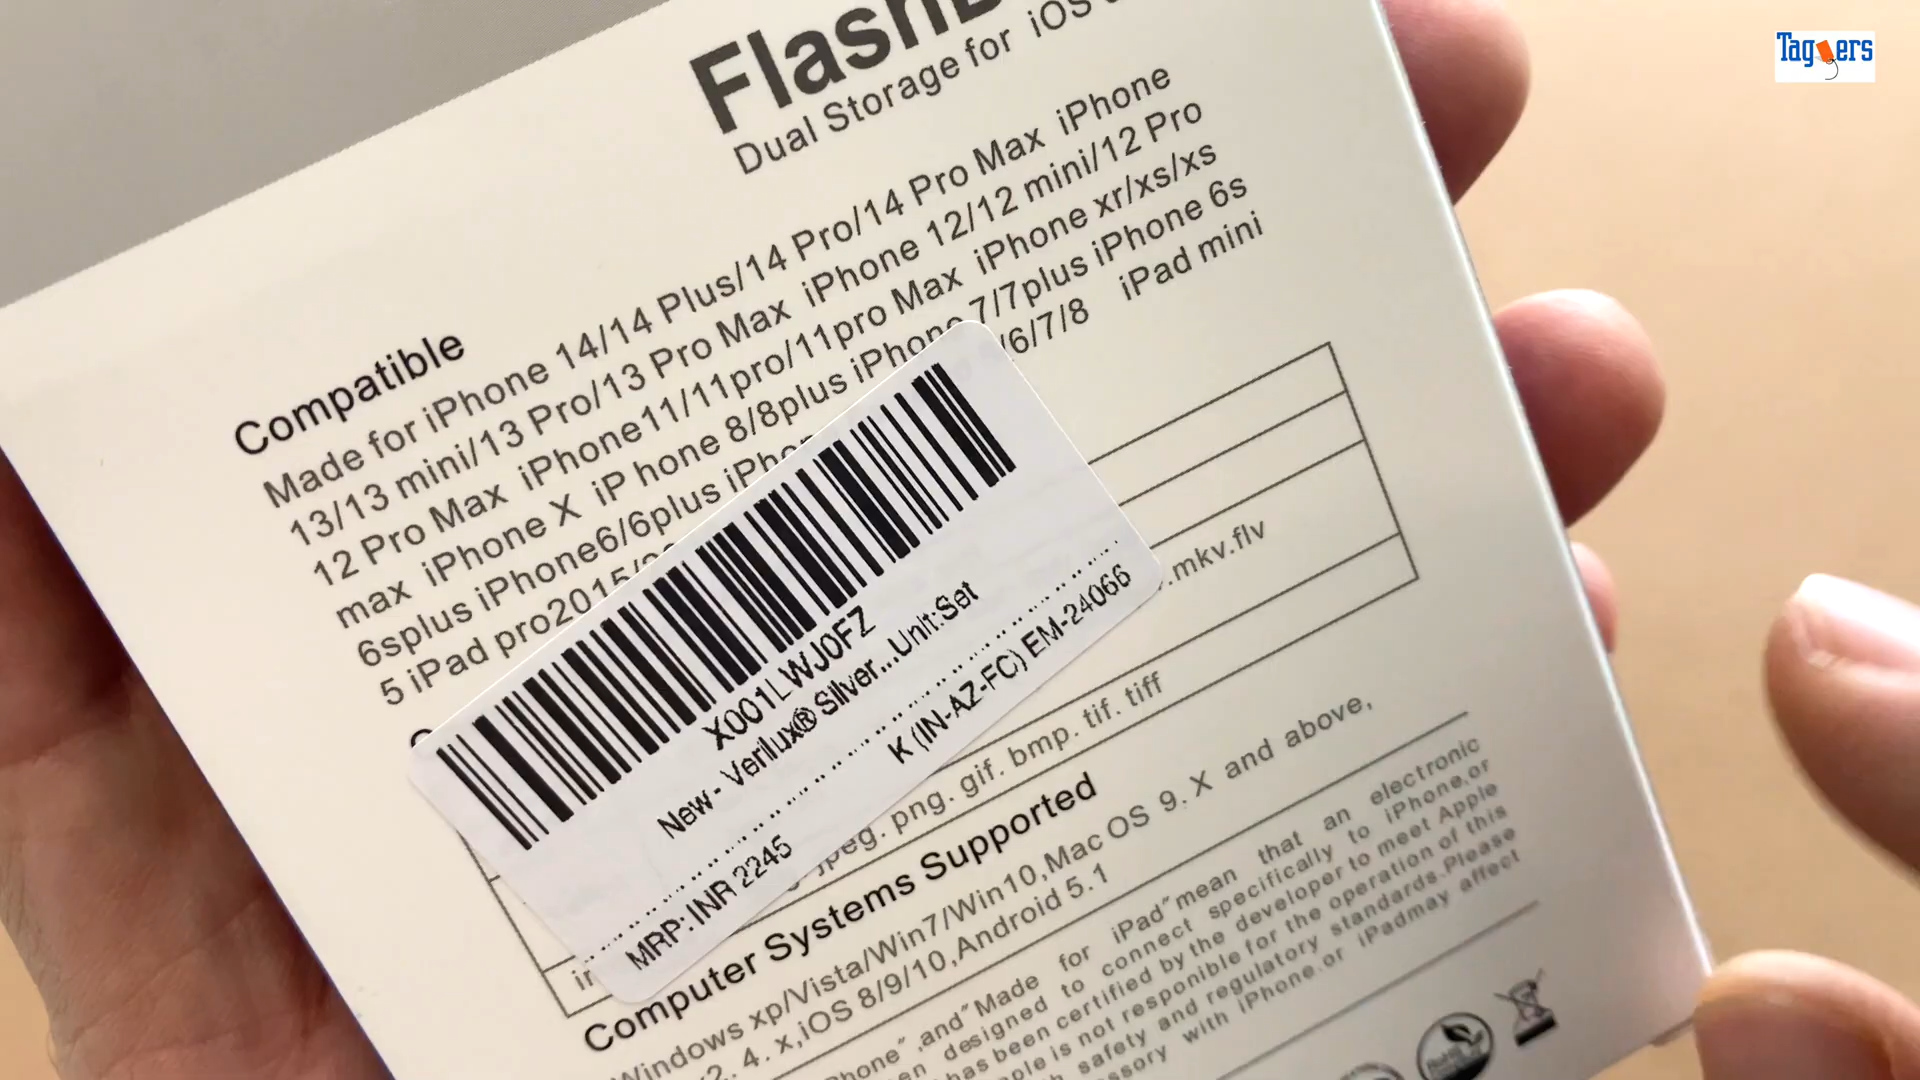 Tag ers
Flash
Dual Storage for iOS
Compatible
Made for iPhone 14/14 Plus/14 Pro/14 Pro Max iPhone
13/13 mini/13 Pro/13 Pro Max iPhone 12/12 mini/12 Pro
12 Pro Max iPhone11/11pro/11pro Max iPhone xr/xs/xs
max iPhone X iP hone 8/8plus iPhone 7/7plus iPhone 6s
6splus iPhone6/6plus /6/7/8 iPad mini
5 iPad pro2015/
X001LWJ0FZ
New - Verilux® Silver...Unit:Set
K (IN-AZ-FC) EM-24066
MRP: INR 2245
.mkv.flv
png. gif. bmp. tif. tiff
Computer Systems Supported
Windows xp/Vista/Win7/Win10,Mac OS 9. X and above,
2. 4. x,iOS 8/9/10,Android 5.1
,and"Made for iPad"mean that an electronic
designed to connect specifically to iPhone,or
has been certified by the developer to meet Apple
is not responsible for the operation of this
safety and regulatory standards.Please
with iPhone.or iPadmay affect